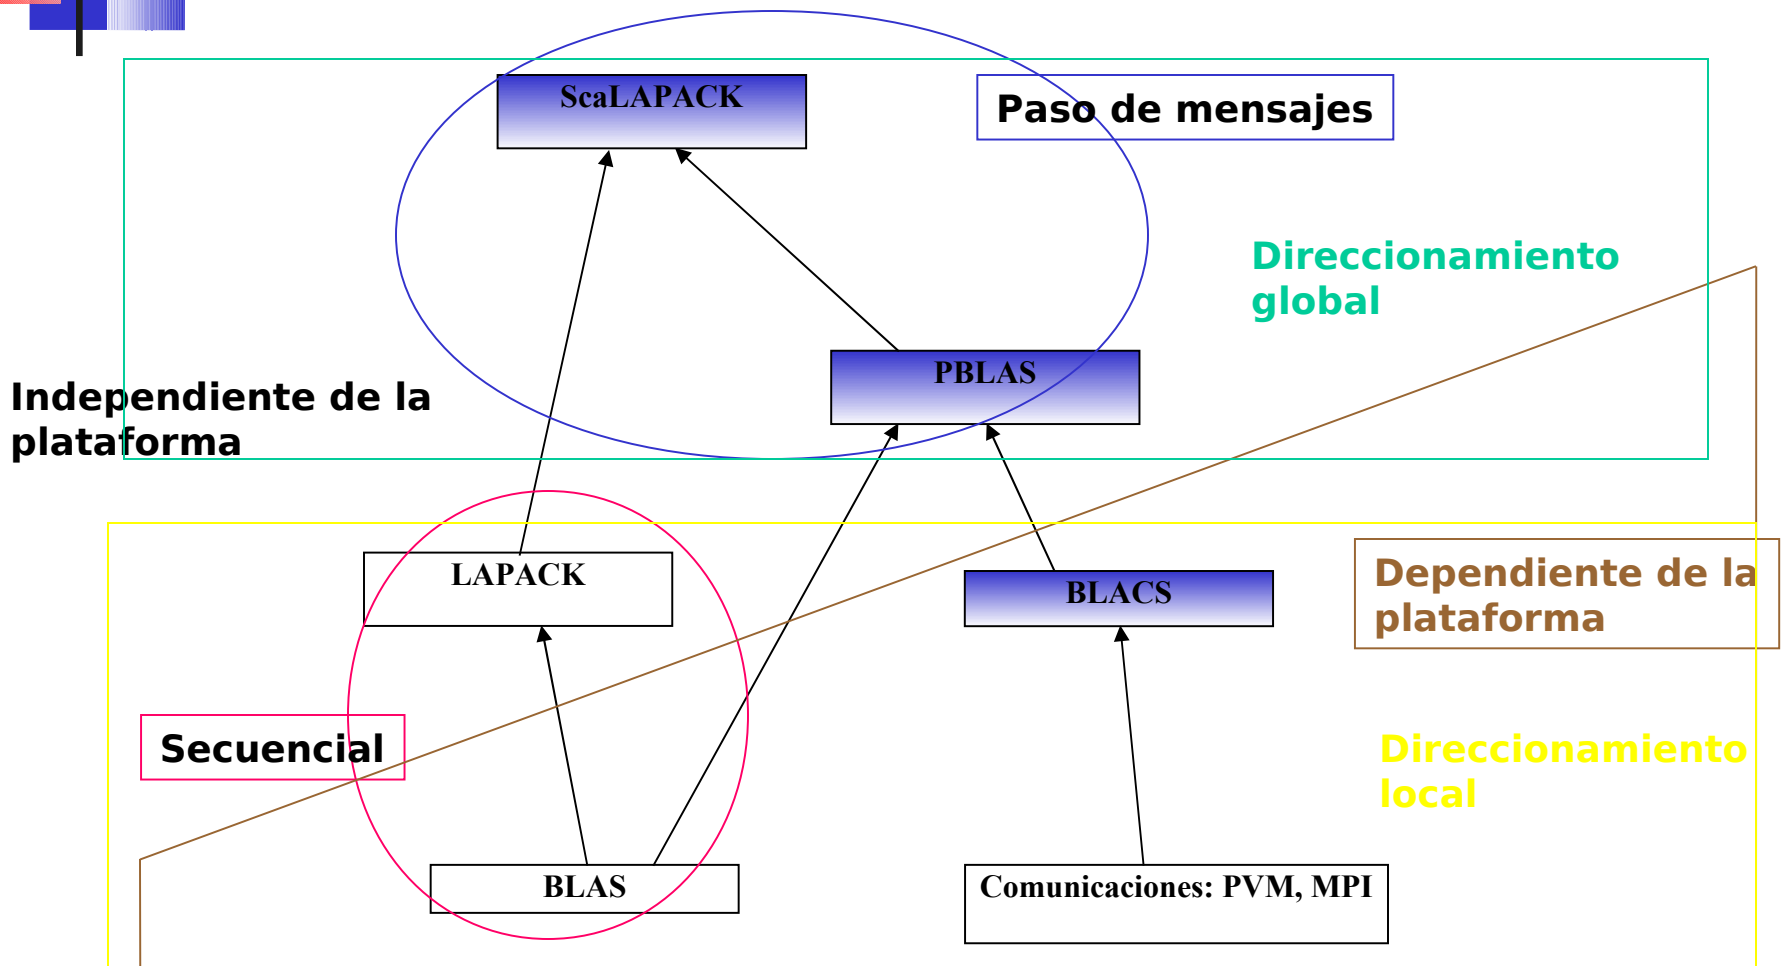 ScaLAPACK
Paso de mensajes
Direccionamiento
global
PBLAS
Independiente de la
plataforma
LAPACK
BLACS
Dependiente de la
plataforma
Secuencial
Direccionamiento
local
BLAS
Comunicaciones: PVM, MPI